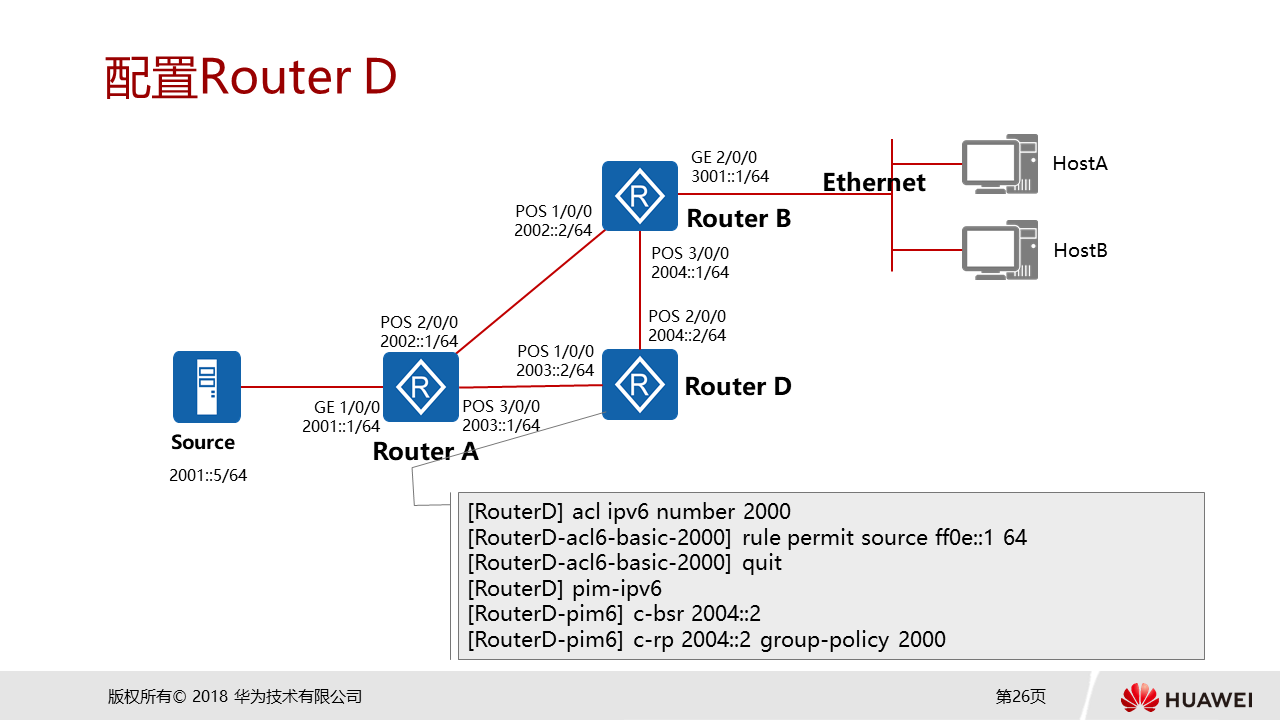 配置Router D
GE 2/0/0
3001::1/64
Ethernet
HostA
POS 1/0/0
2002::2/64
Router B
HostB
POS 3/0/0
2004::1/64
POS 2/0/0
2002::1/64
POS 2/0/0
2004::2/64
POS 1/0/0
2003::2/64
Router D
GE 1/0/0
2001::1/64
POS 3/0/0
2003::1/64
Source
Router A
2001::5/64
[RouterD] acl ipv6 number 2000
[RouterD-acl6-basic-2000] rule permit source ff0e::1 64
[RouterD-acl6-basic-2000] quit
[RouterD] pim-ipv6
[RouterD-pim6] c-bsr 2004::2
[RouterD-pim6] c-rp 2004::2 group-policy 2000
版权所有© 2018 华为技术有限公司
第26页
HUAWEI